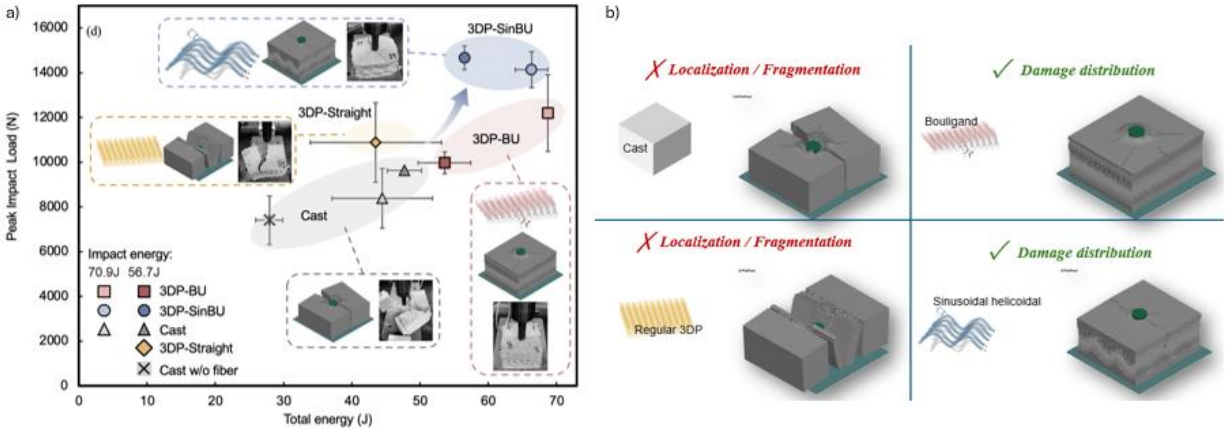 a)
(d)
Peak Impact Load (N)
16000
14000
12000
10000
8000
6000
4000
2000
0
0
10
20
30
40
50
60
70
Total energy (J)
3DP-SinBU
3DP-Straight
3DP-BU
Cast
Impact energy:
70.9J 56.7J
3DP-BU
3DP-SinBU
Cast
3DP-Straight
Cast w/o fiber
b)
Localization / Fragmentation
Cast
Damage distribution
Bouligand
Localization / Fragmentation
Regular 3DP
Damage distribution
Sinusoidal helicoidal